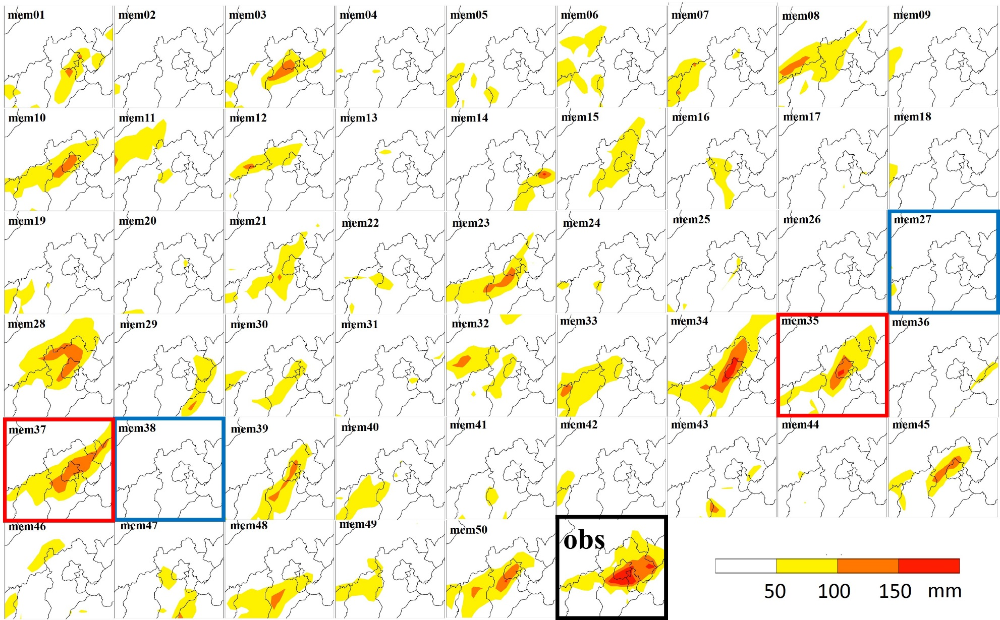 mem01 mem02 mem03 mem04 mem05 mem06 mem07 mem08 mem09
mem10 mem11 mem12 mem13 mem14 mem15 mem16 mem17 mem18
mem19 mem20 mem21 mem22 mem23 mem24 mem25 mem26 mem27
mem28 mem29 mem30 mem31 mem32 mem33 mem34 mem35 mem36
mem37 mem38 mem39 mem40 mem41 mem42 mem43 mem44 mem45
mem46 mem47 mem48 mem49 mem50 obs
50 100 150 mm